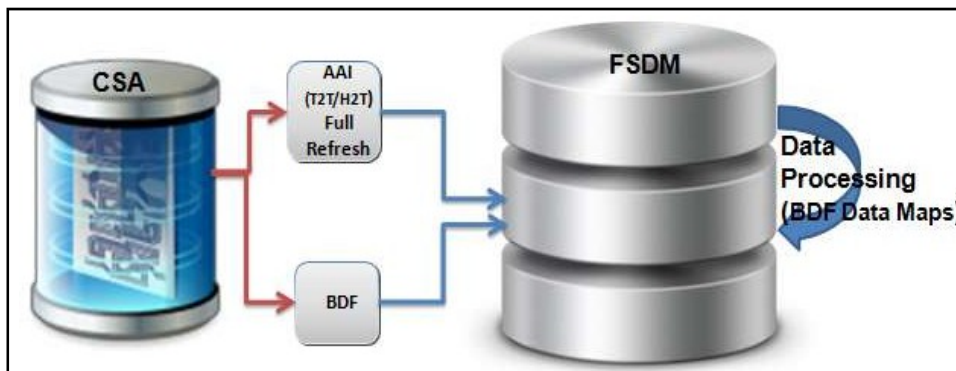 CSA
AAI
(T2T/H2T)
Full
Refresh
BDF
FSDM
Data
Processing
(BDF Data Maps)